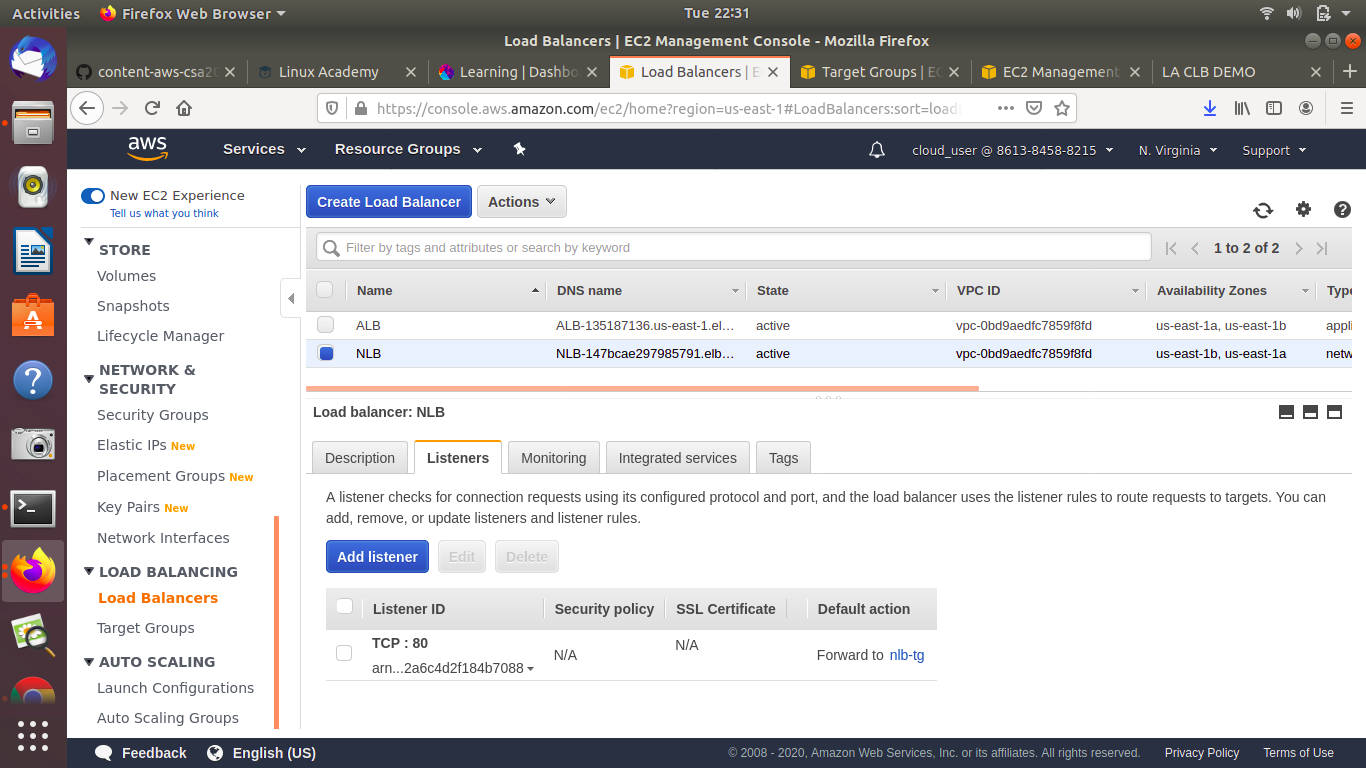 Activities Firefox Web Browser Tue 22:31
Load Balancers | EC2 Management Console - Mozilla Firefox
content-aws-csa20 Linux Academy Learning | Dashbo Load Balancers | E Target Groups | EC EC2 Management LA CLB DEMO
https://console.aws.amazon.com/ec2/home?region=us-east-1#LoadBalancers:sort=load
aws Services Resource Groups cloud_user @ 8613-8458-8215 N. Virginia Support
New EC2 Experience
Tell us what you think
STORE
Volumes
Snapshots
Lifecycle Manager
NETWORK &
SECURITY
Security Groups
Elastic IPs New
Placement Groups New
Key Pairs New
Network Interfaces
LOAD BALANCING
Load Balancers
Target Groups
AUTO SCALING
Launch Configurations
Auto Scaling Groups
Create Load Balancer Actions
Filter by tags and attributes or search by keyword 1 to 2 of 2
Name DNS name State VPC ID Availability Zones Type
ALB ALB-135187136.us-east-1.el... active vpc-0bd9aedfc7859f8fd us-east-1a, us-east-1b appli
NLB NLB-147bcae297985791.elb... active vpc-0bd9aedfc7859f8fd us-east-1b, us-east-1a netw
Load balancer: NLB
Description Listeners Monitoring Integrated services Tags
A listener checks for connection requests using its configured protocol and port, and the load balancer uses the listener rules to route requests to targets. You can
add, remove, or update listeners and listener rules.
Add listener Edit Delete
Listener ID Security policy SSL Certificate Default action
TCP : 80
arn...2a6c4d2f184b7088 N/A N/A Forward to nlb-tg
Feedback English (US) © 2008 - 2020, Amazon Web Services, Inc. or its affiliates. All rights reserved. Privacy Policy Terms of Use